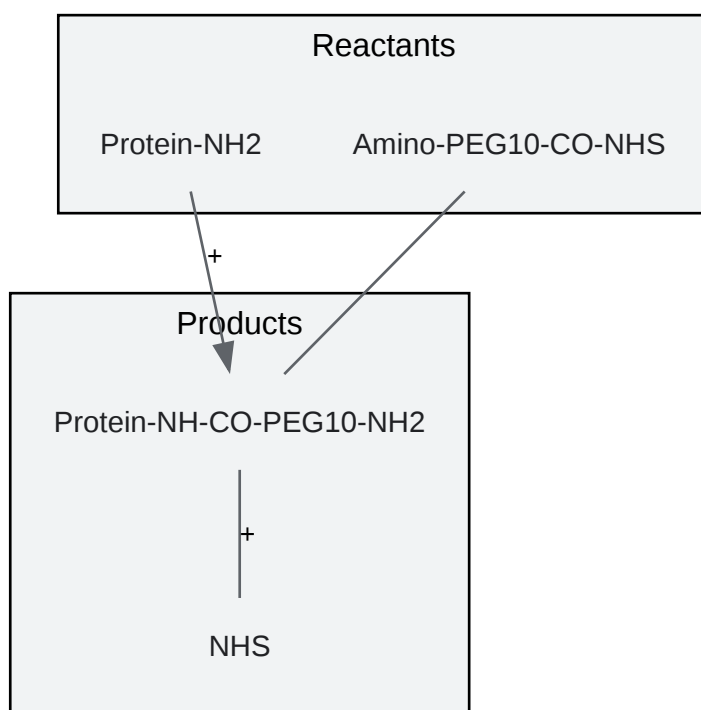 Reactants
Protein-NH2
Amino-PEG10-CO-NHS
+
Products
Protein-NH-CO-PEG10-NH2
+
NHS